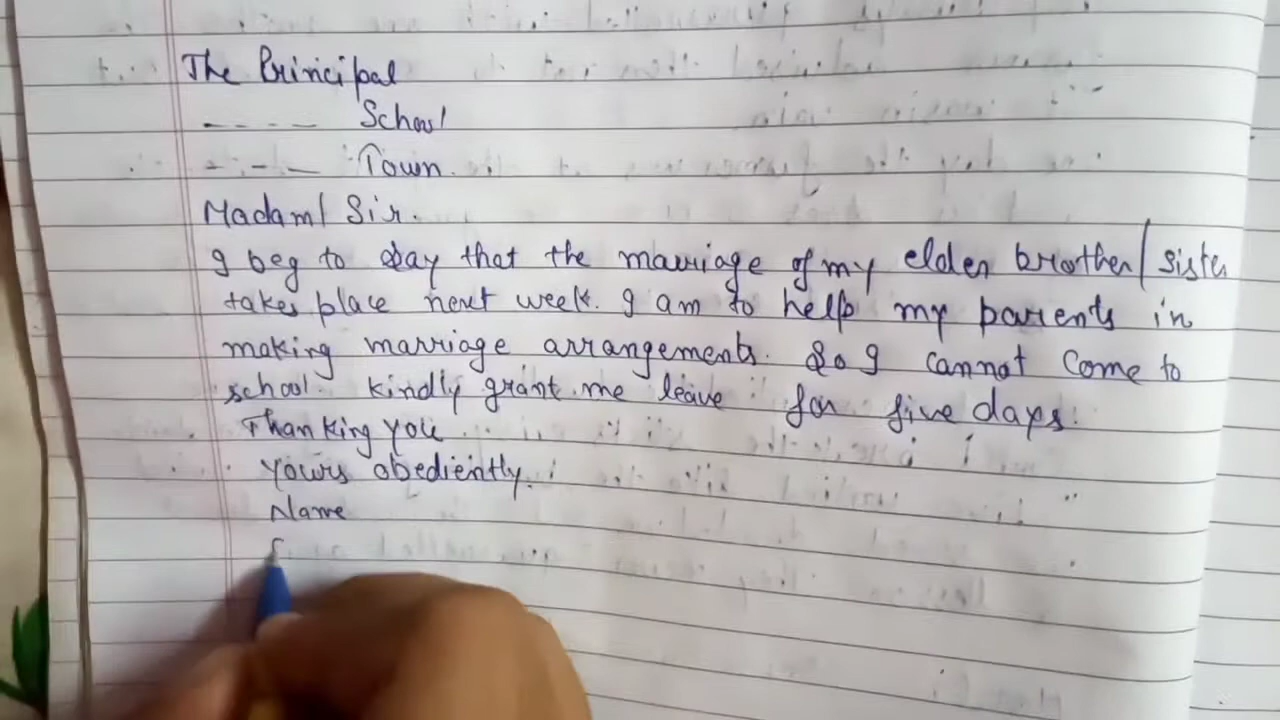 The Principal
---- School
---- Town.
Madam/ Sir.
I beg to say that the marriage of my elder brother/ sister
takes place next week. I am to help my parents in
making marriage arrangements. So I cannot come to
school. Kindly grant me leave for five days.
Thanking you
Yours obediently.
Name